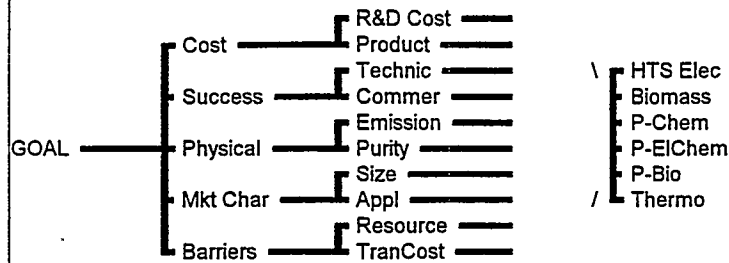 R&D Cost
Cost Product
Technic \ HTS Elec
Success Commer Biomass
Emission P-Chem
GOAL Physical Purity P-ElChem
Size P-Bio
Mkt Char Appl / Thermo
Resource
Barriers TranCost